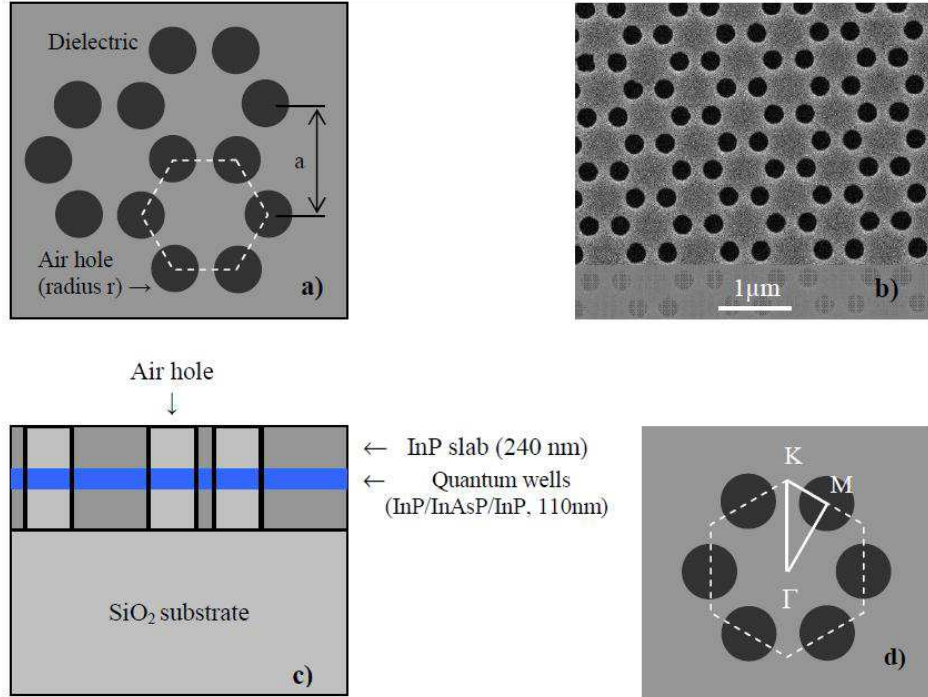 Dielectric
a
Air hole
(radius r) →
a)
1µm
b)
Air hole
↓
← InP slab (240 nm)
← Quantum wells
(InP/InAsP/InP, 110nm)
SiO₂ substrate
c)
K
M
Γ
d)